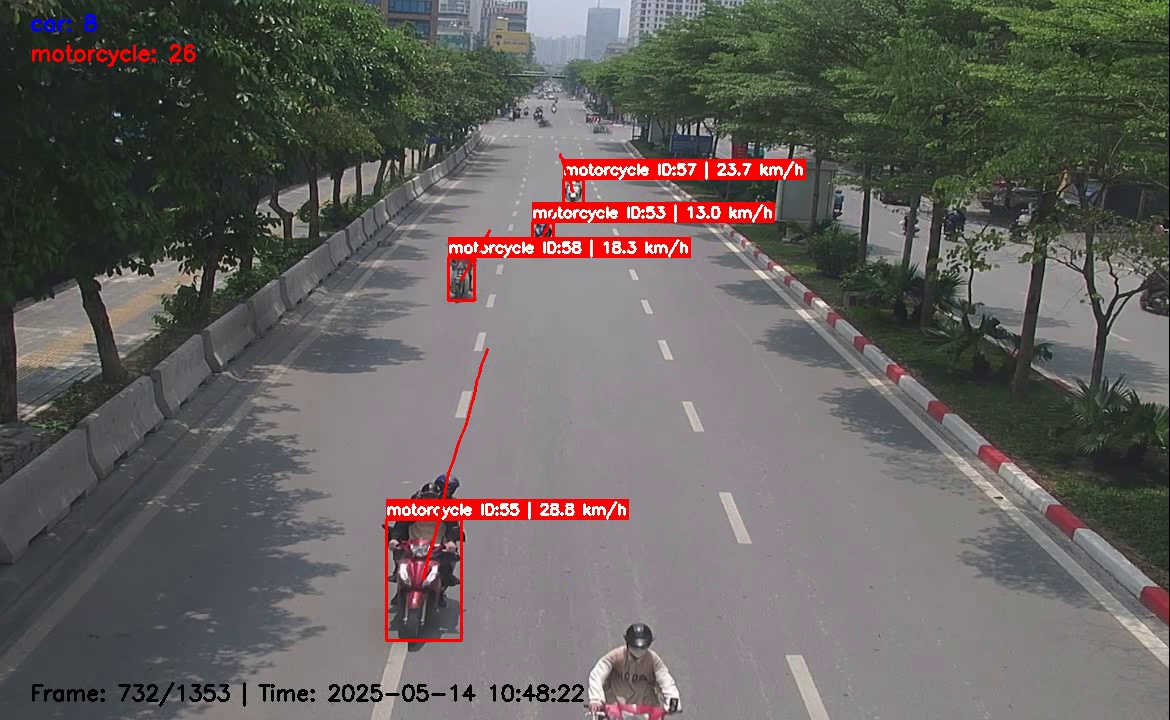 car: 8
motorcycle: 26
motorcycle ID:57 | 23.7 km/h
motorcycle ID:53 | 13.0 km/h
motorcycle ID:58 | 18.3 km/h
motorcycle ID:55 | 28.8 km/h
Frame: 732/1353 | Time: 2025-05-14 10:48:22